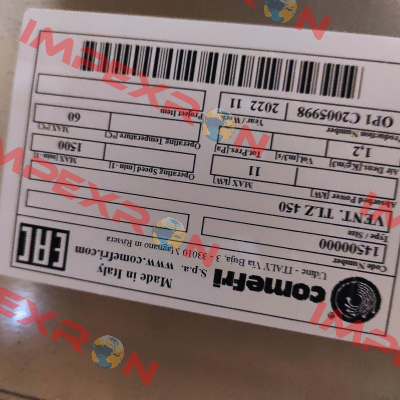 comefri®
S.p.a. www.comefri.com
Made in Italy
Udine - ITALY Via Buja, 3 - 33010 Magnano in Riviera
EAC
Code Number
14500000
Type / Size
VENT. TLZ 450
Absorbed Power [kW]
MAX [kW]
11
Operating Speed [min-1]
MAX [min-1]
1500
Air Dens.[Kg/m3]
1.2
Vol.[m3/s]
Tot.Pres.[Pa]
Operating Temperature [°C]
MAX [°C]
60
Production Number
OPI C2005998
Year / Week
2022 11
Project Item
IMPEXRON
IMPEXRON
IMPEXRON
IMPEXRON